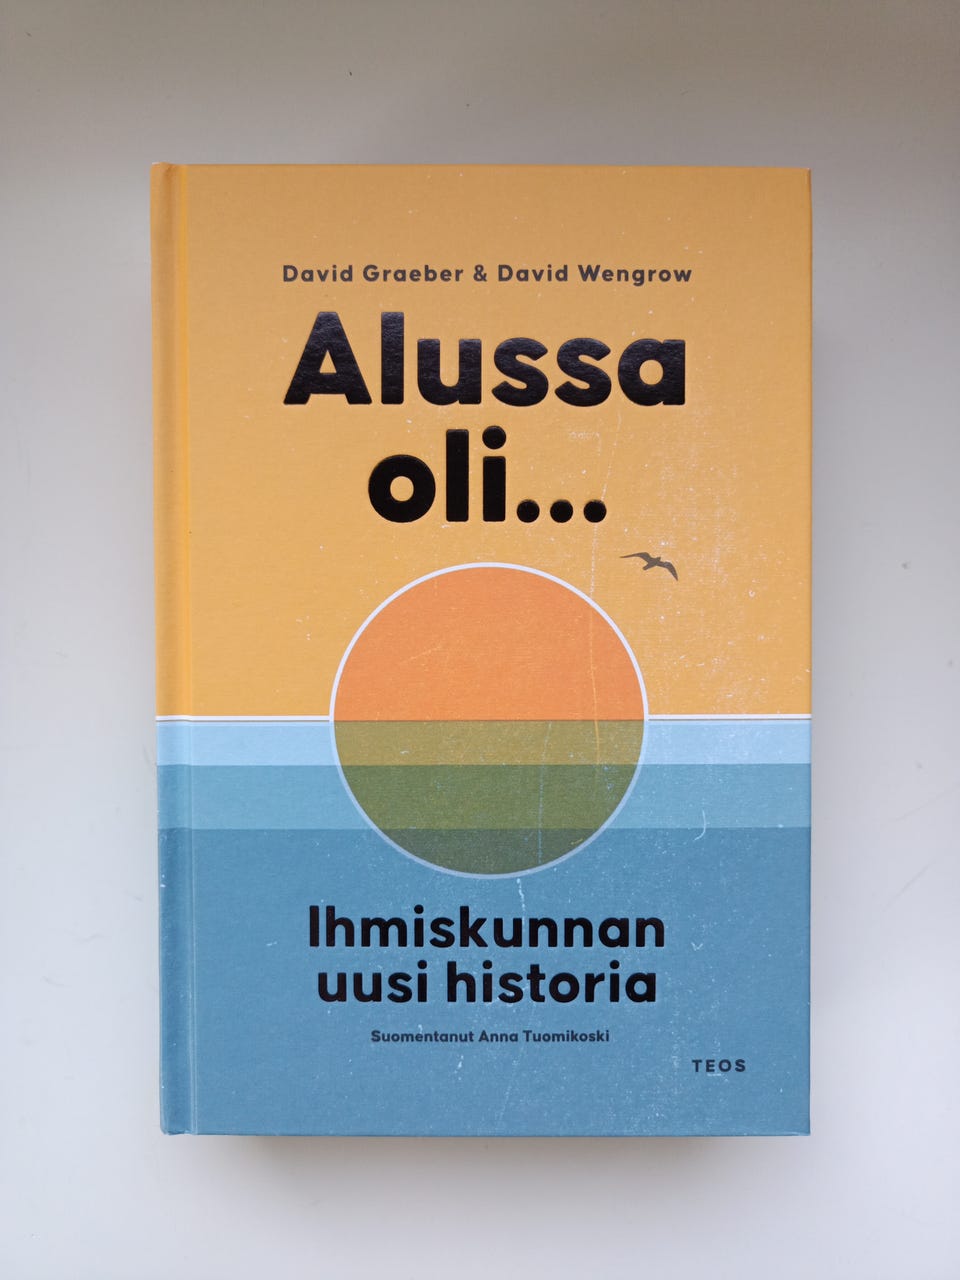 David Graeber & David Wengrow
Alussa
oli...
Ihmiskunnan
uusi historia
Suomentanut Anna Tuomikoski
TEOS